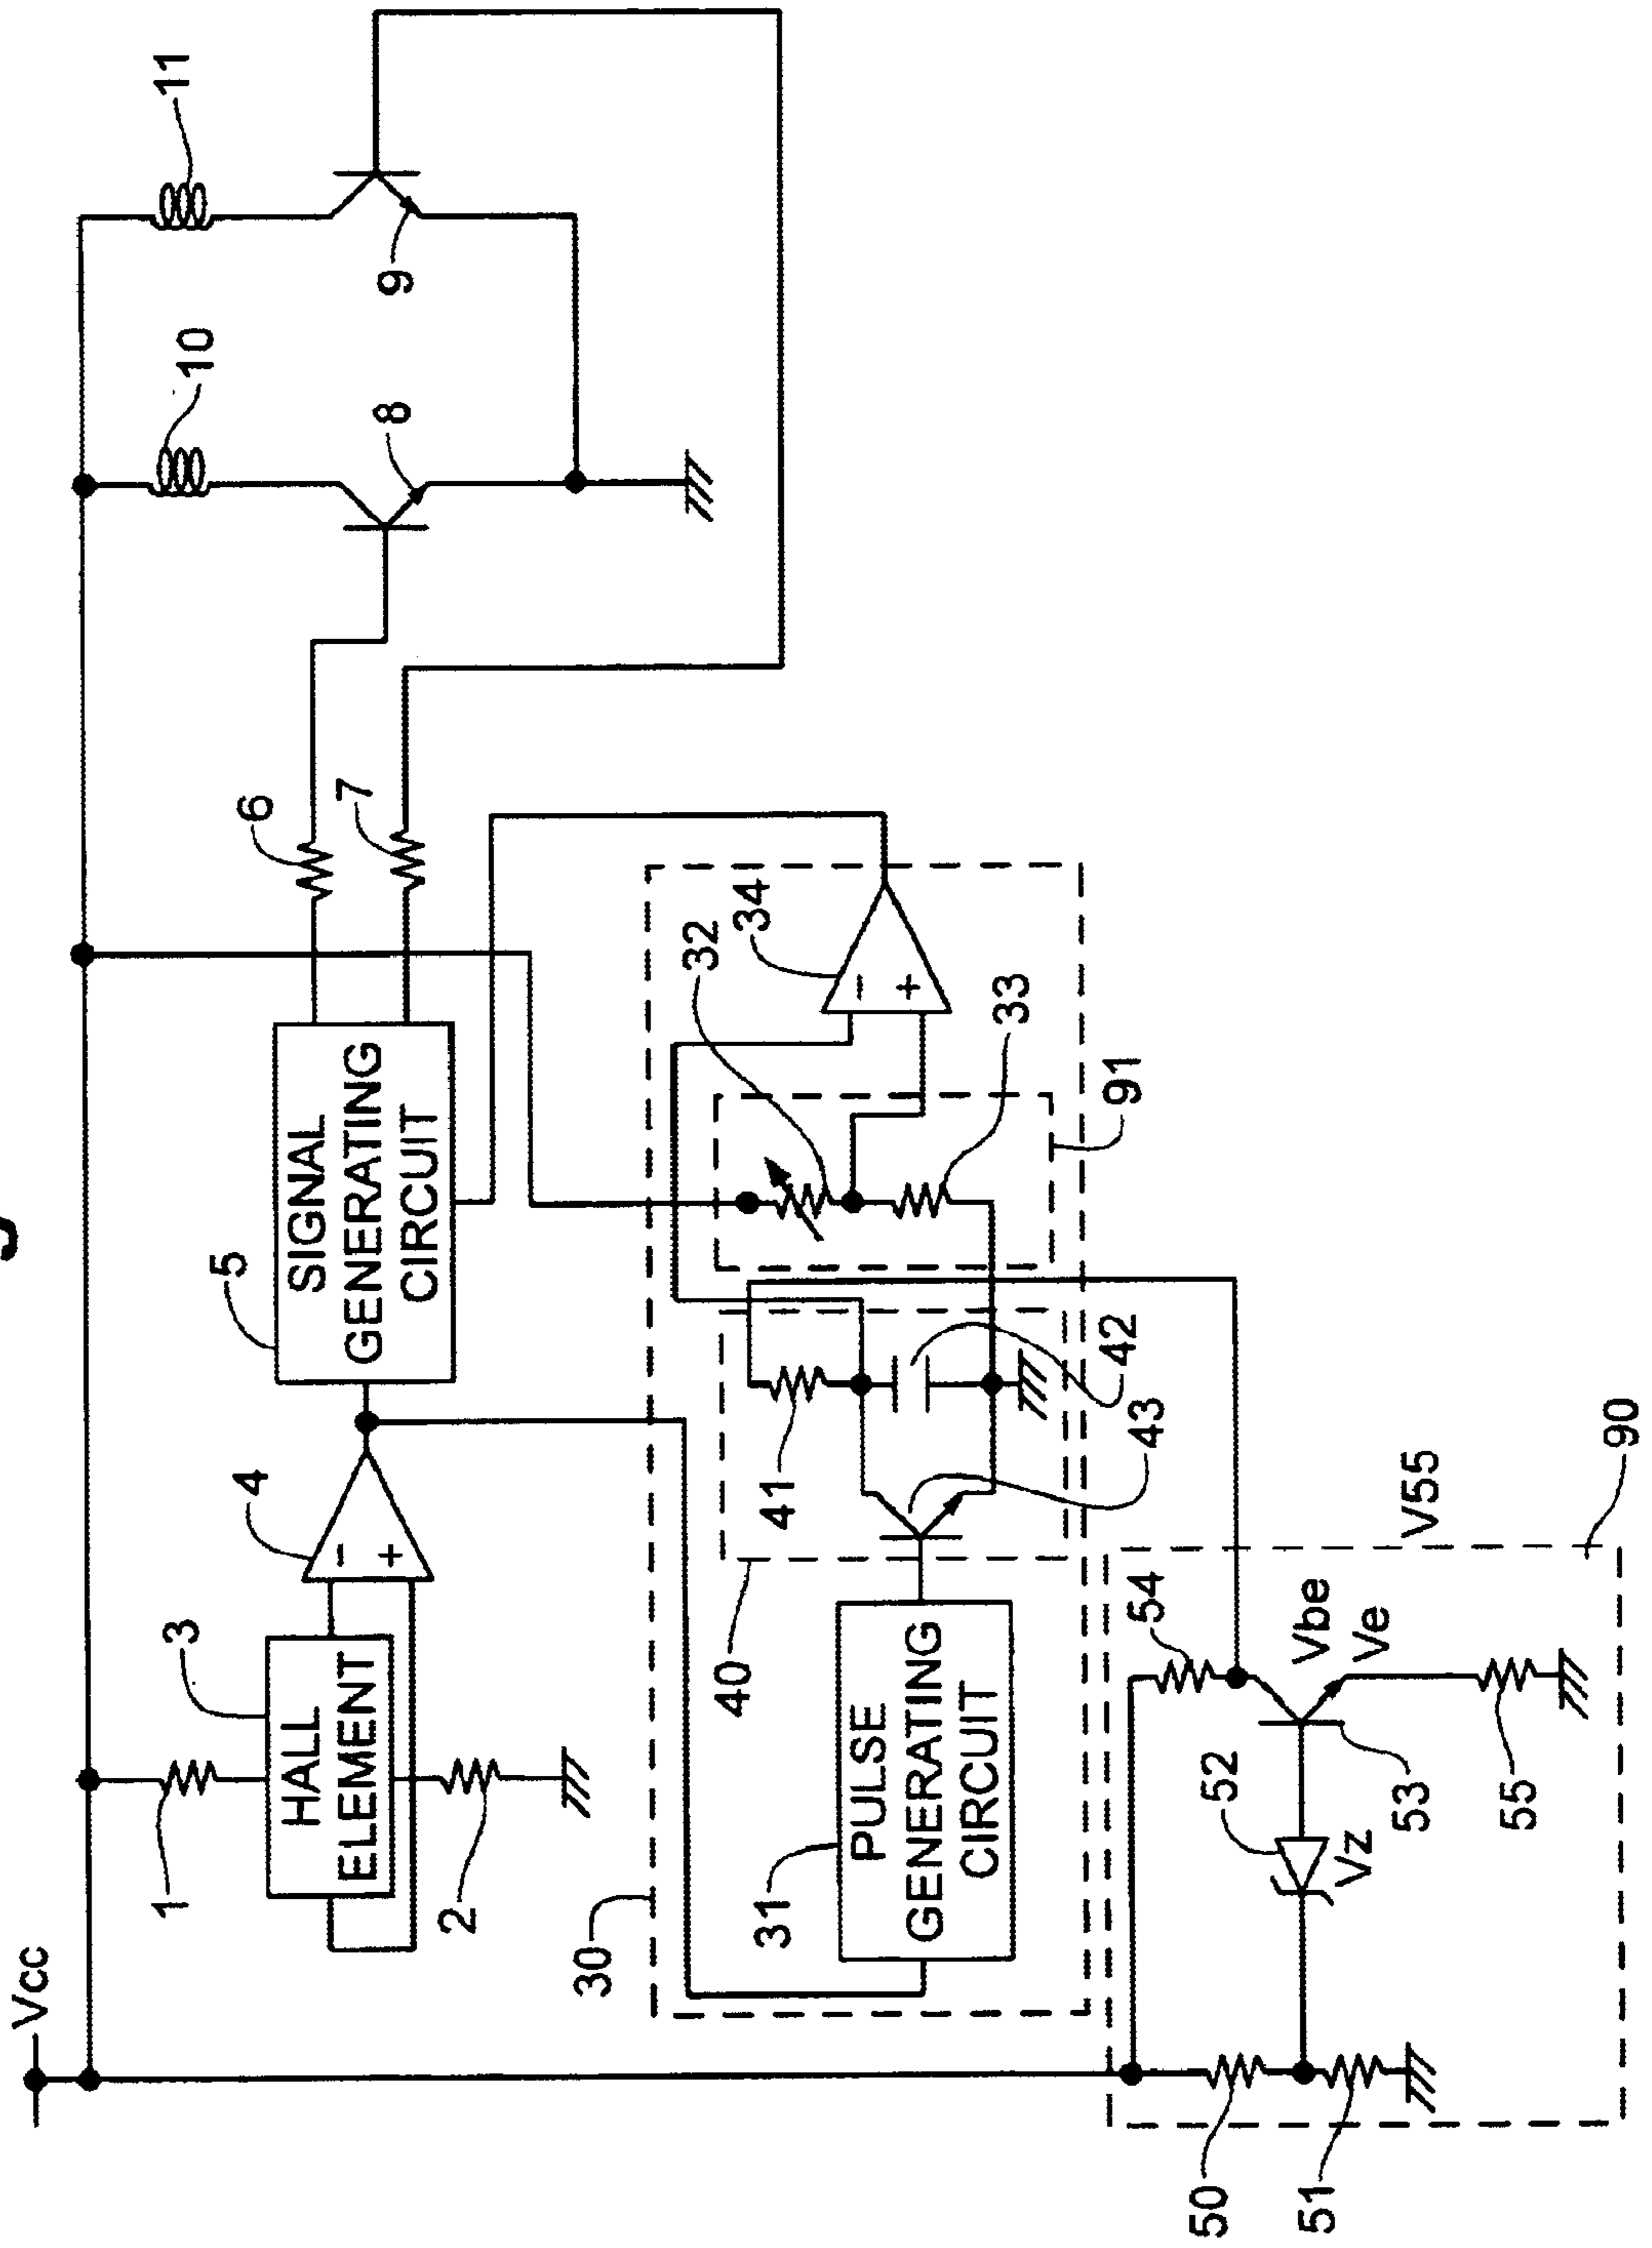 Vcc
1
HALL
ELEMENT
3
2
4
5
SIGNAL
GENERATING
CIRCUIT
6
7
10
8
11
9
30
31
PULSE
GENERATING
CIRCUIT
40
41
43
42
32
34
33
91
50
51
52
Vz
53
54
Vbe
Ve
55
V55
90
-
+
-
+